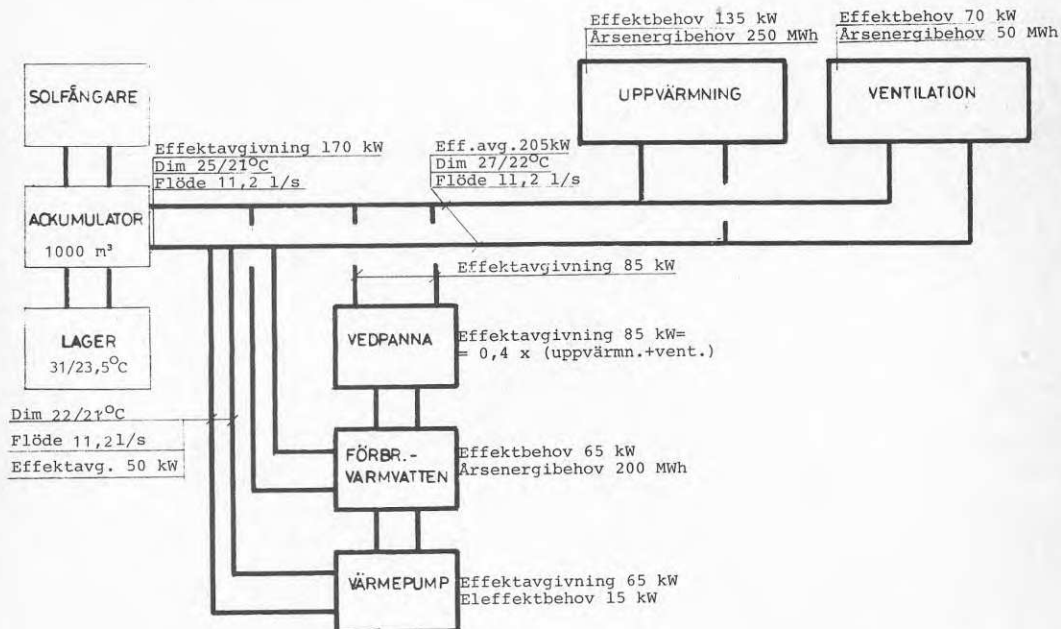 Effektbehov 135 kW
Årsenergibehov 250 MWh
Effektbehov 70 kW
Årsenergibehov 50 MWh
SOLFÅNGARE
UPPVÄRMNING
VENTILATION
Effektavgivning 170 kW
Dim 25/21°C
Flöde 11,2 l/s
Eff.avg.205kW
Dim 27/22°C
Flöde 11,2 l/s
ACKUMULATOR
1000 m³
Effektavgivning 85 kW
LAGER
31/23,5°C
VEDPANNA
Effektavgivning 85 kW=
= 0,4 x (uppvärmn.+vent.)
Dim 22/21°C
Flöde 11,2l/s
Effektavg. 50 kW
FÖRBR.-
VARMVATTEN
Effektbehov 65 kW
Årsenergibehov 200 MWh
VÄRMEPUMP
Effektavgivning 65 kW
Eleffektbehov 15 kW